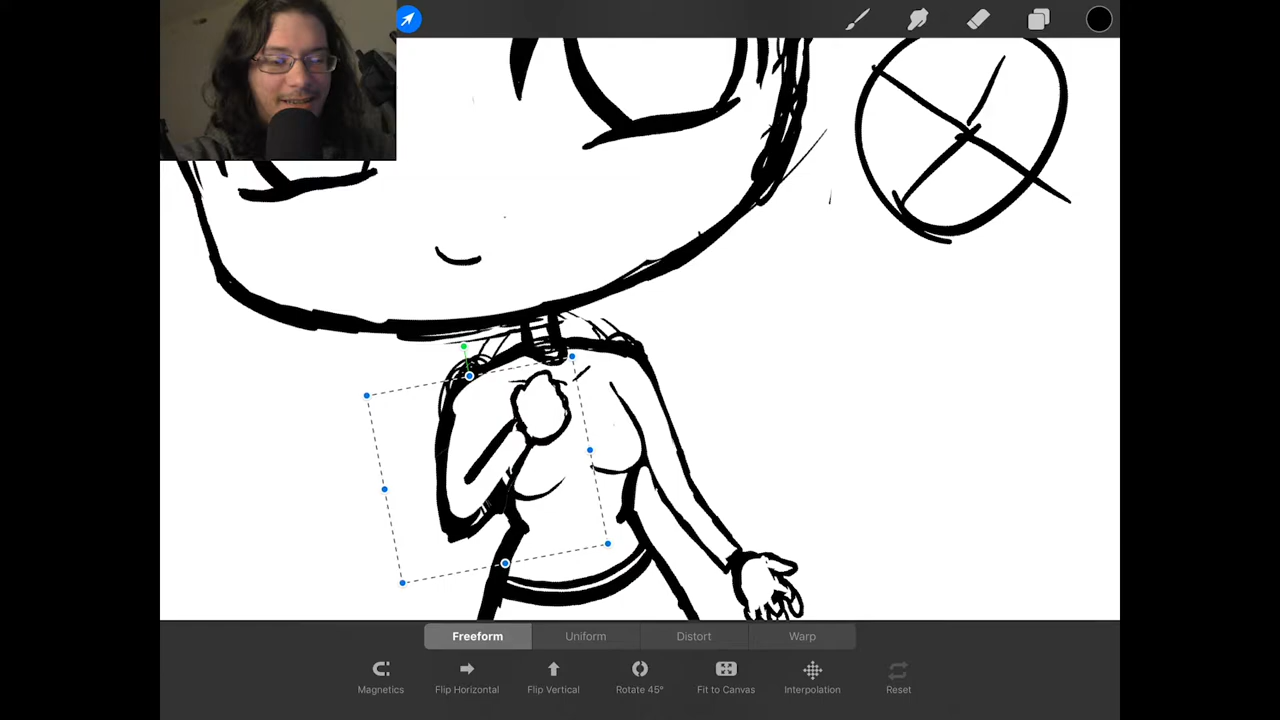 Freeform Uniform Distort Warp
Magnetics Flip Horizontal Flip Vertical Rotate 45° Fit to Canvas Interpolation Reset